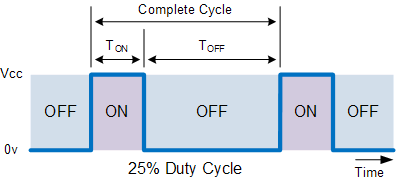 Complete Cycle
TON TOFF
Vcc
OFF ON OFF ON OFF
0v
25% Duty Cycle Time